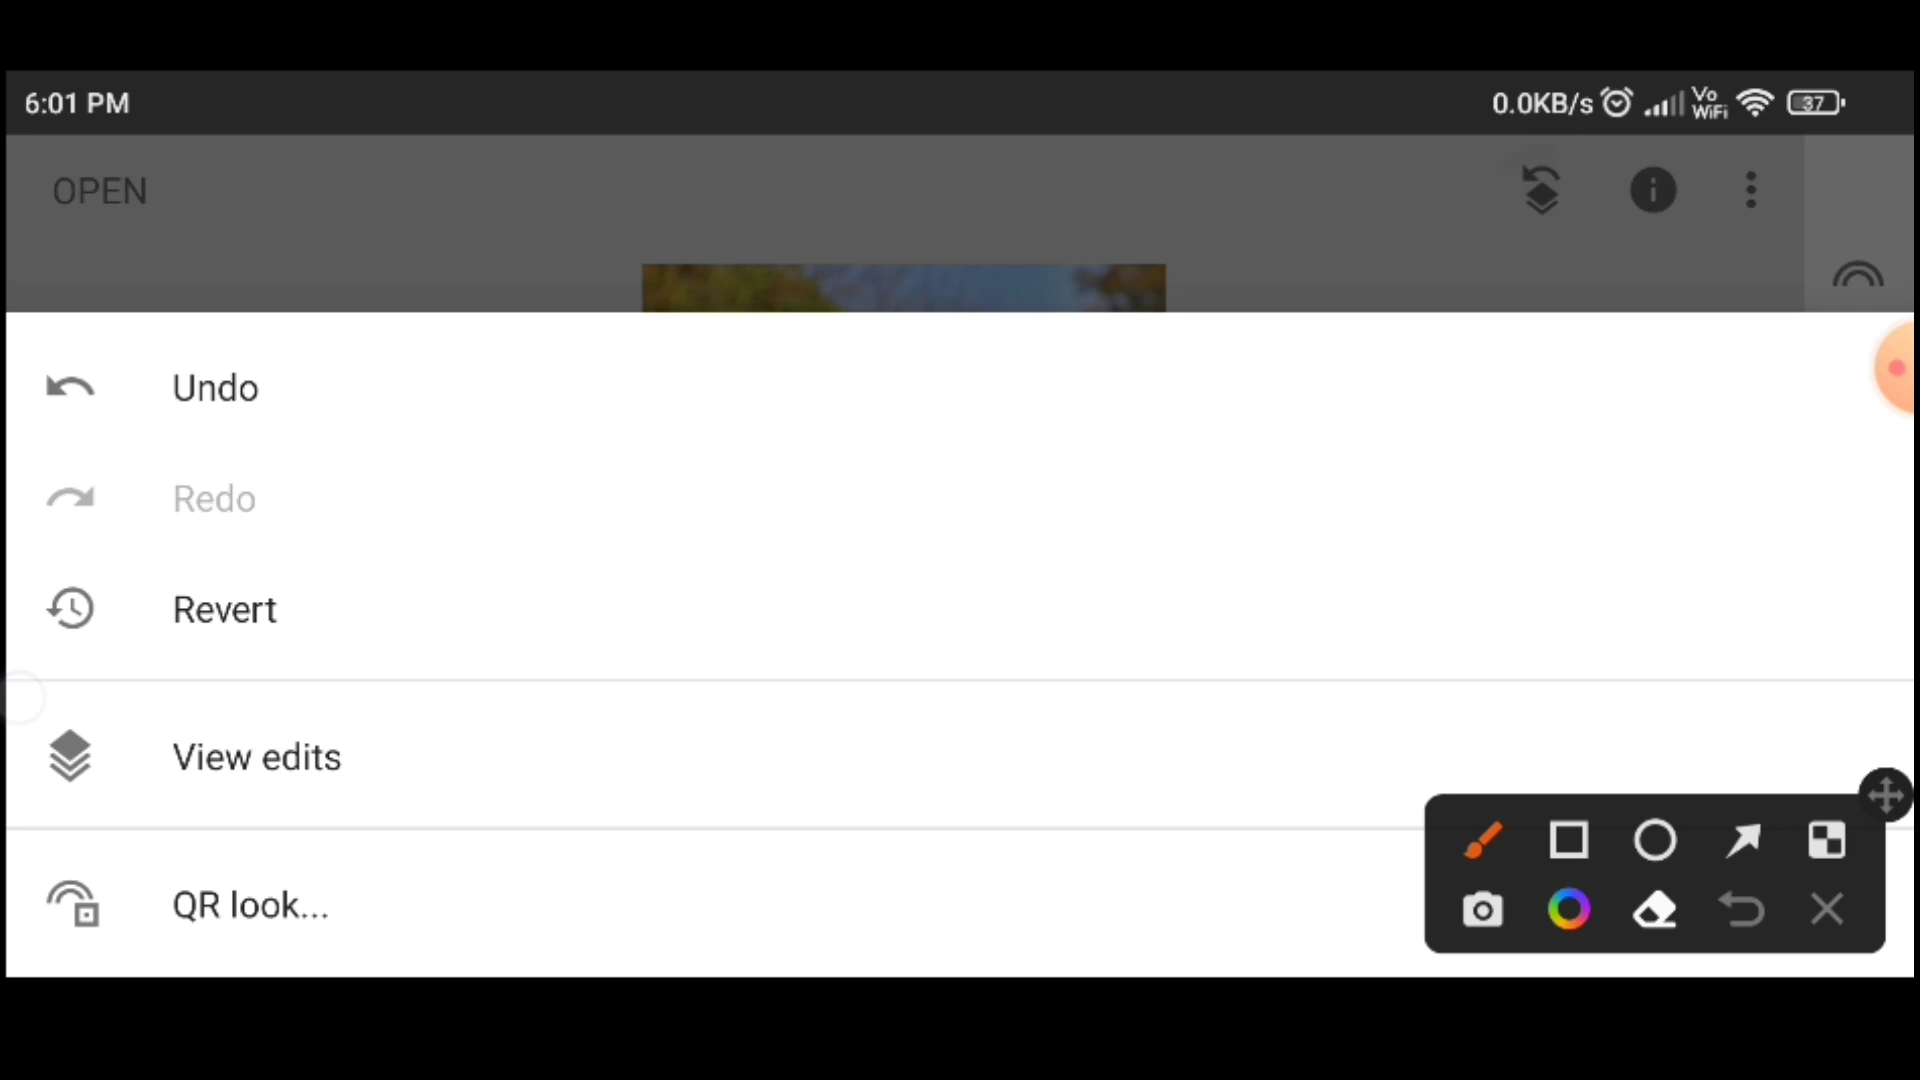 6:01 PM
0.0KB/s Vo WiFi 37
OPEN
Undo
Redo
Revert
View edits
QR look...